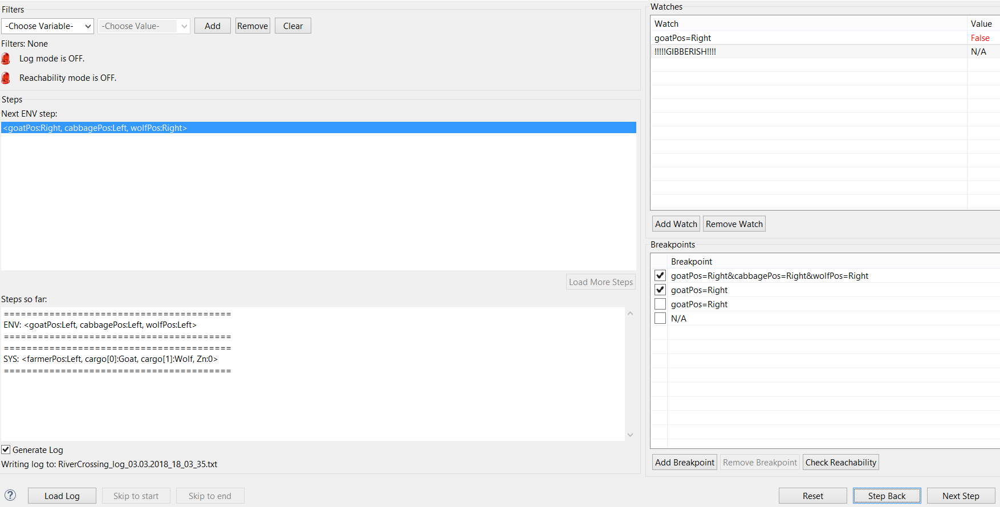 Filters
-Choose Variable- -Choose Value- Add Remove Clear
Filters: None
Log mode is OFF.
Reachability mode is OFF.
Steps
Next ENV step:
<goatPos:Right, cabbagePos:Left, wolfPos:Right>
Load More Steps
Steps so far:
========================================
ENV: <goatPos:Left, cabbagePos:Left, wolfPos:Left>
========================================
========================================
SYS: <farmerPos:Left, cargo[0]:Goat, cargo[1]:Wolf, Zn:0>
========================================
Generate Log
Writing log to: RiverCrossing_log_03.03.2018_18_03_35.txt
Watches
Watch Value
goatPos=Right False
!!!!!GIBBERISH!!!! N/A
Add Watch Remove Watch
Breakpoints
Breakpoint
goatPos=Right&cabbagePos=Right&wolfPos=Right
goatPos=Right
goatPos=Right
N/A
Add Breakpoint Remove Breakpoint Check Reachability
? Load Log Skip to start Skip to end Reset Step Back Next Step